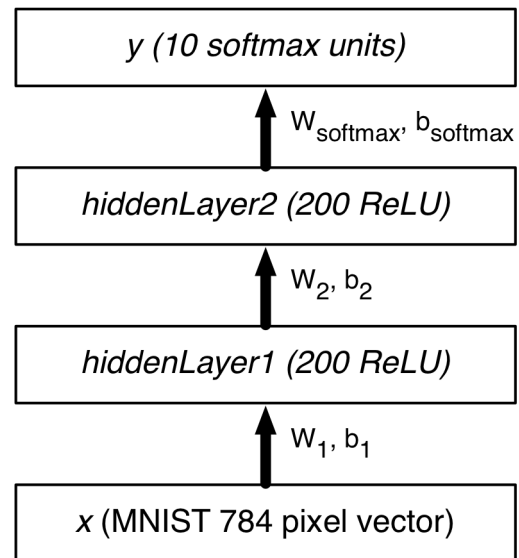 y (10 softmax units)
W_softmax, b_softmax
hiddenLayer2 (200 ReLU)
W_2, b_2
hiddenLayer1 (200 ReLU)
W_1, b_1
x (MNIST 784 pixel vector)